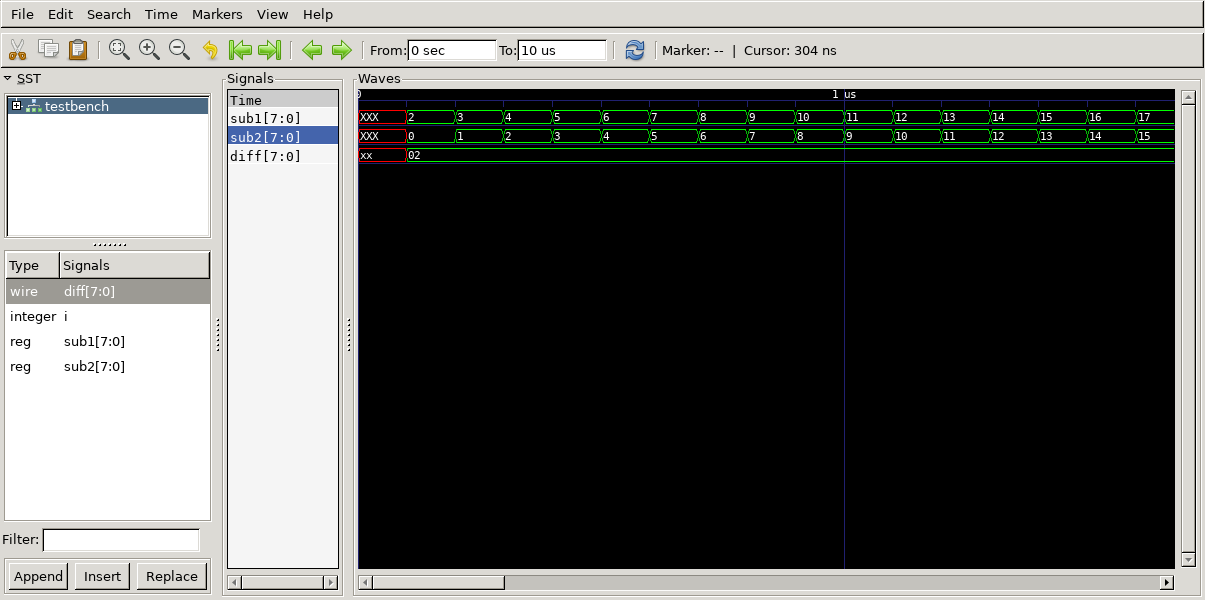 File Edit Search Time Markers View Help
From: 0 sec To: 10 us Marker: -- | Cursor: 304 ns
SST
testbench
Type Signals
wire diff[7:0]
integer i
reg sub1[7:0]
reg sub2[7:0]
Filter:
Append Insert Replace
Signals
Time
sub1[7:0]
sub2[7:0]
diff[7:0]
Waves
0 1 us
XXX 2 3 4 5 6 7 8 9 10 11 12 13 14 15 16 17
XXX 0 1 2 3 4 5 6 7 8 9 10 11 12 13 14 15
xx 02